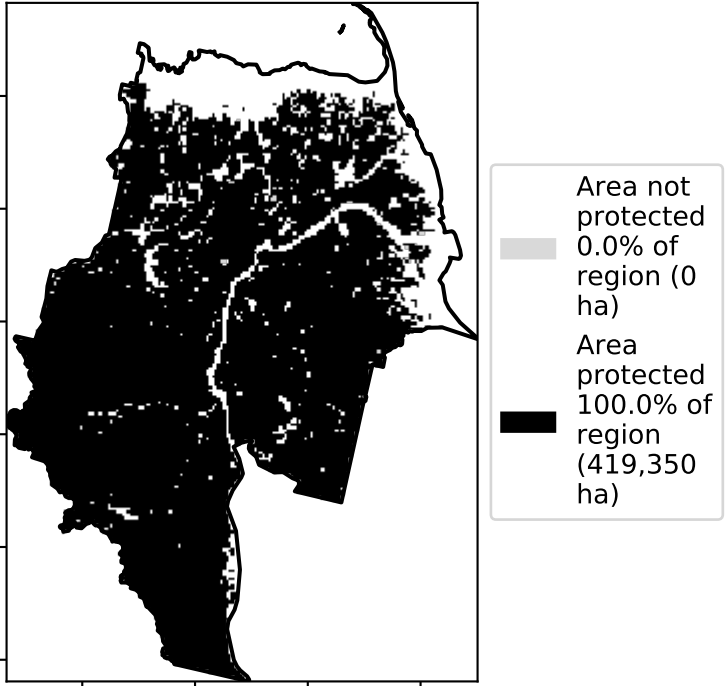 Area not
protected
0.0% of
region (0
ha)
Area
protected
100.0% of
region
(419,350
ha)